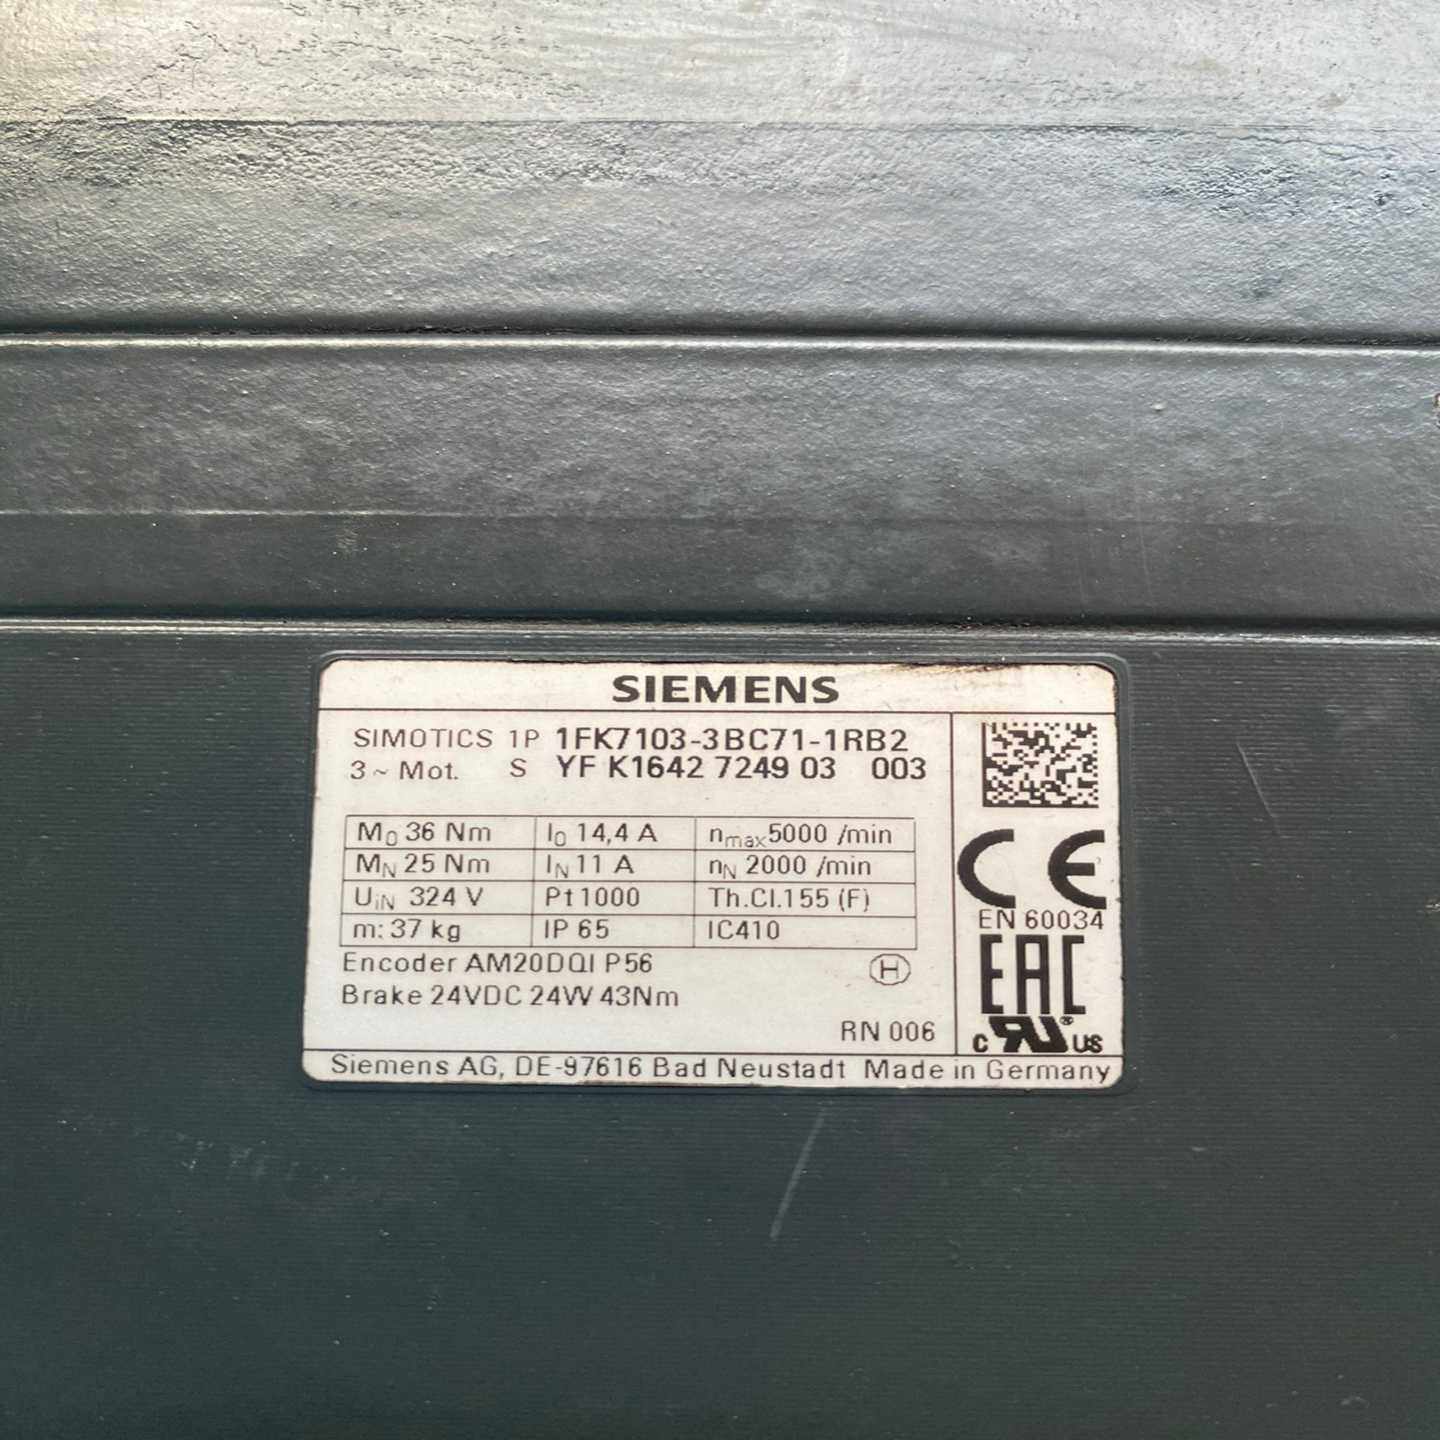 SIEMENS
SIMOTICS 1P 1FK7103-3BC71-1RB2
3 ~ Mot. S YF K1642 7249 03 003
M0 36 Nm I0 14,4 A nmax 5000 /min
MN 25 Nm IN 11 A nN 2000 /min
UiN 324 V Pt1000 Th.Cl.155 (F)
m: 37 kg IP 65 IC410
Encoder AM20DQI P56 H
Brake 24VDC 24W 43Nm
RN 006
CE
EN 60034
EAC
c RU ® US
Siemens AG, DE-97616 Bad Neustadt Made in Germany